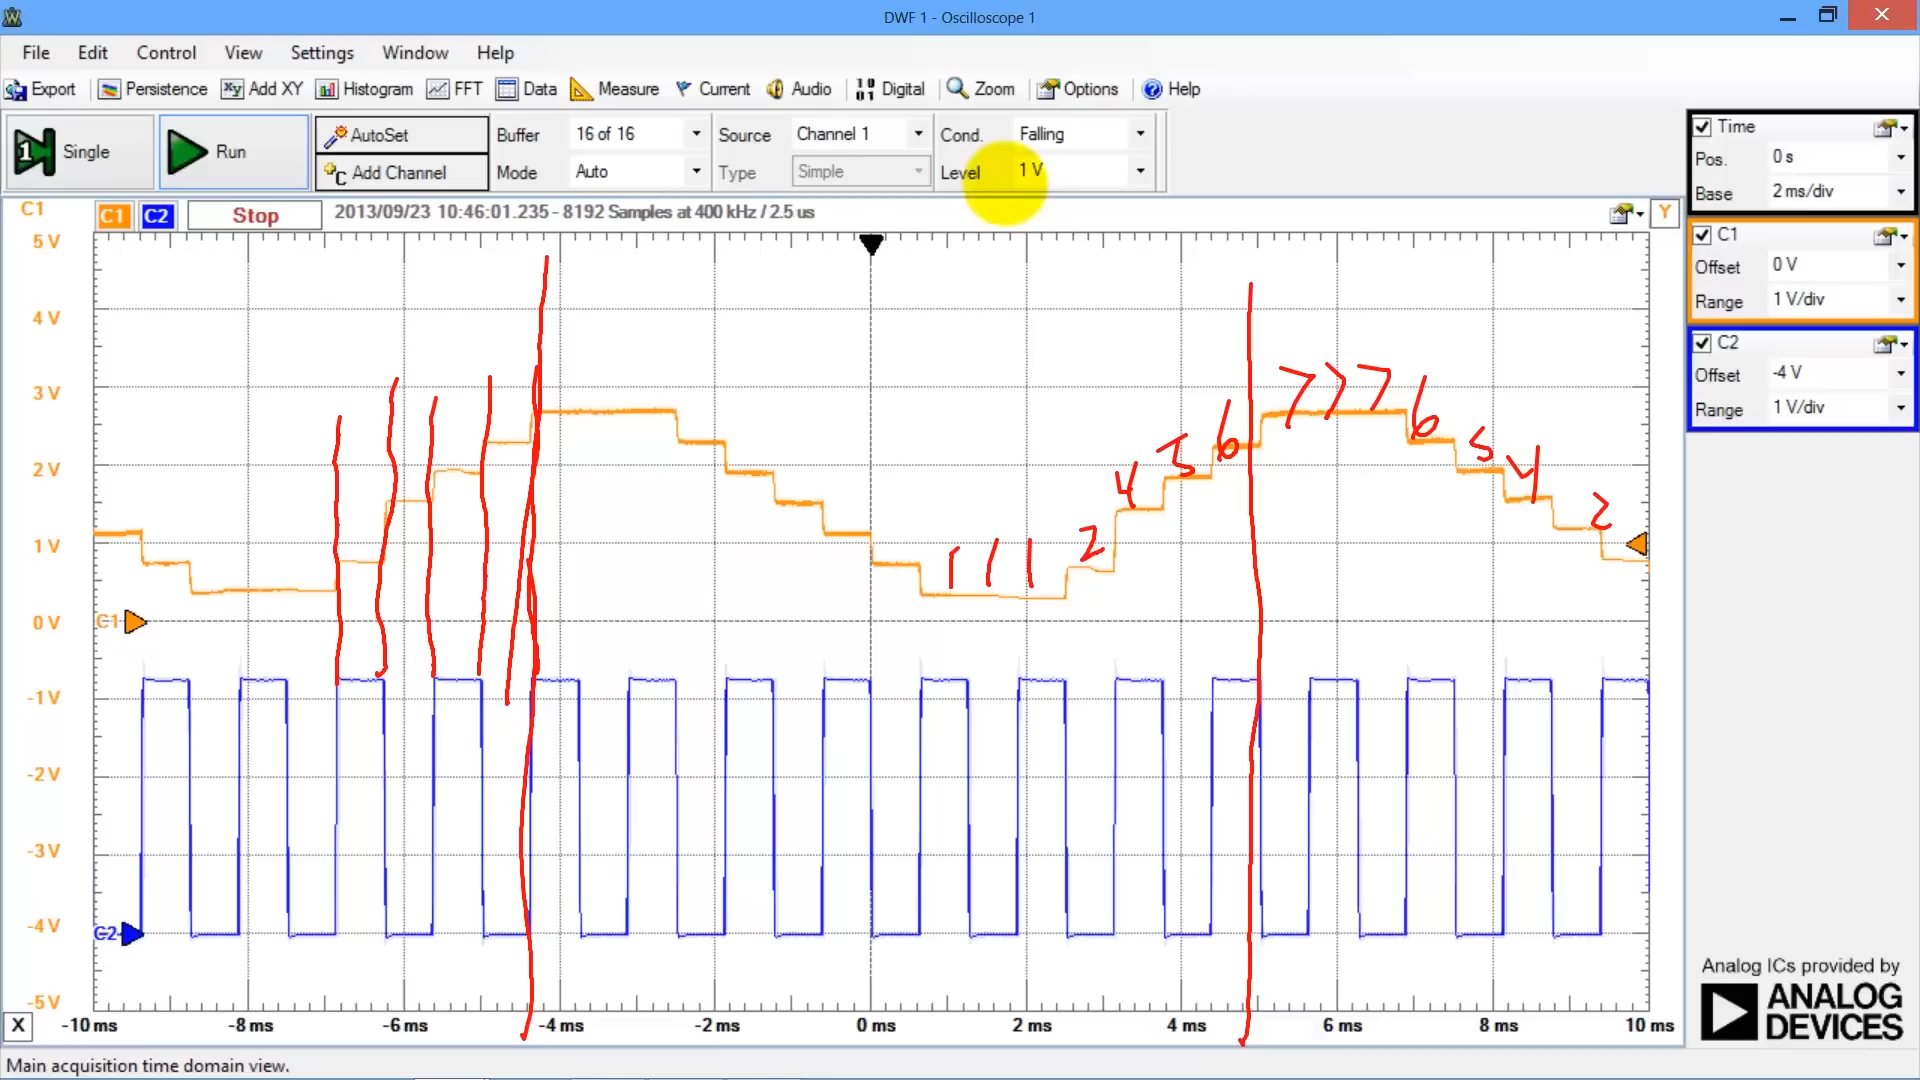 DWF 1 - Oscilloscope 1
File Edit Control View Settings Window Help
Export Persistence Add XY Histogram FFT Data Measure Current Audio Digital Zoom Options Help
Single Run AutoSet Buffer 16 of 16 Source Channel 1 Cond. Falling
Add Channel Mode Auto Type Simple Level 1 V
Time
Pos. 0 s
Base 2 ms/div
C1
Offset 0 V
Range 1 V/div
C2
Offset -4 V
Range 1 V/div
C1 C1 C2 Stop 2013/09/23 10:46:01.235 - 8192 Samples at 400 kHz / 2.5 us Y
5 V
4 V
3 V
2 V
1 V
0 V
-1 V
-2 V
-3 V
-4 V
-5 V
C1
C2
1 1 1 2 4 5 6 7 7 7 6 5 4 2
X -10 ms -8 ms -6 ms -4 ms -2 ms 0 ms 2 ms 4 ms 6 ms 8 ms 10 ms
Analog ICs provided by
ANALOG
DEVICES
Main acquisition time domain view.